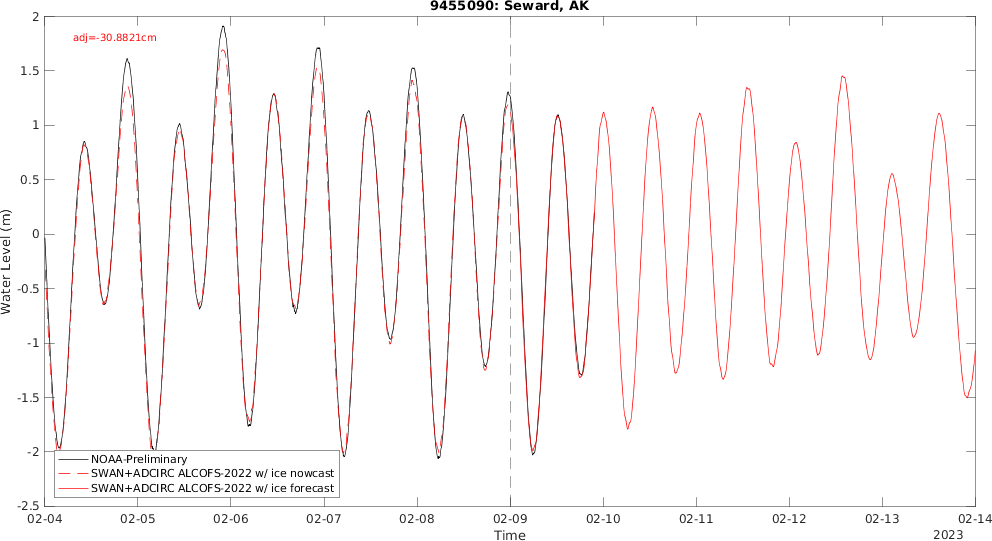 9455090: Seward, AK
adj=-30.8821cm
Water Level (m)
2
1.5
1
0.5
0
-0.5
-1
-1.5
-2
-2.5
NOAA-Preliminary
SWAN+ADCIRC ALCOFS-2022 w/ ice nowcast
SWAN+ADCIRC ALCOFS-2022 w/ ice forecast
02-04 02-05 02-06 02-07 02-08 02-09 02-10 02-11 02-12 02-13 02-14
Time
2023